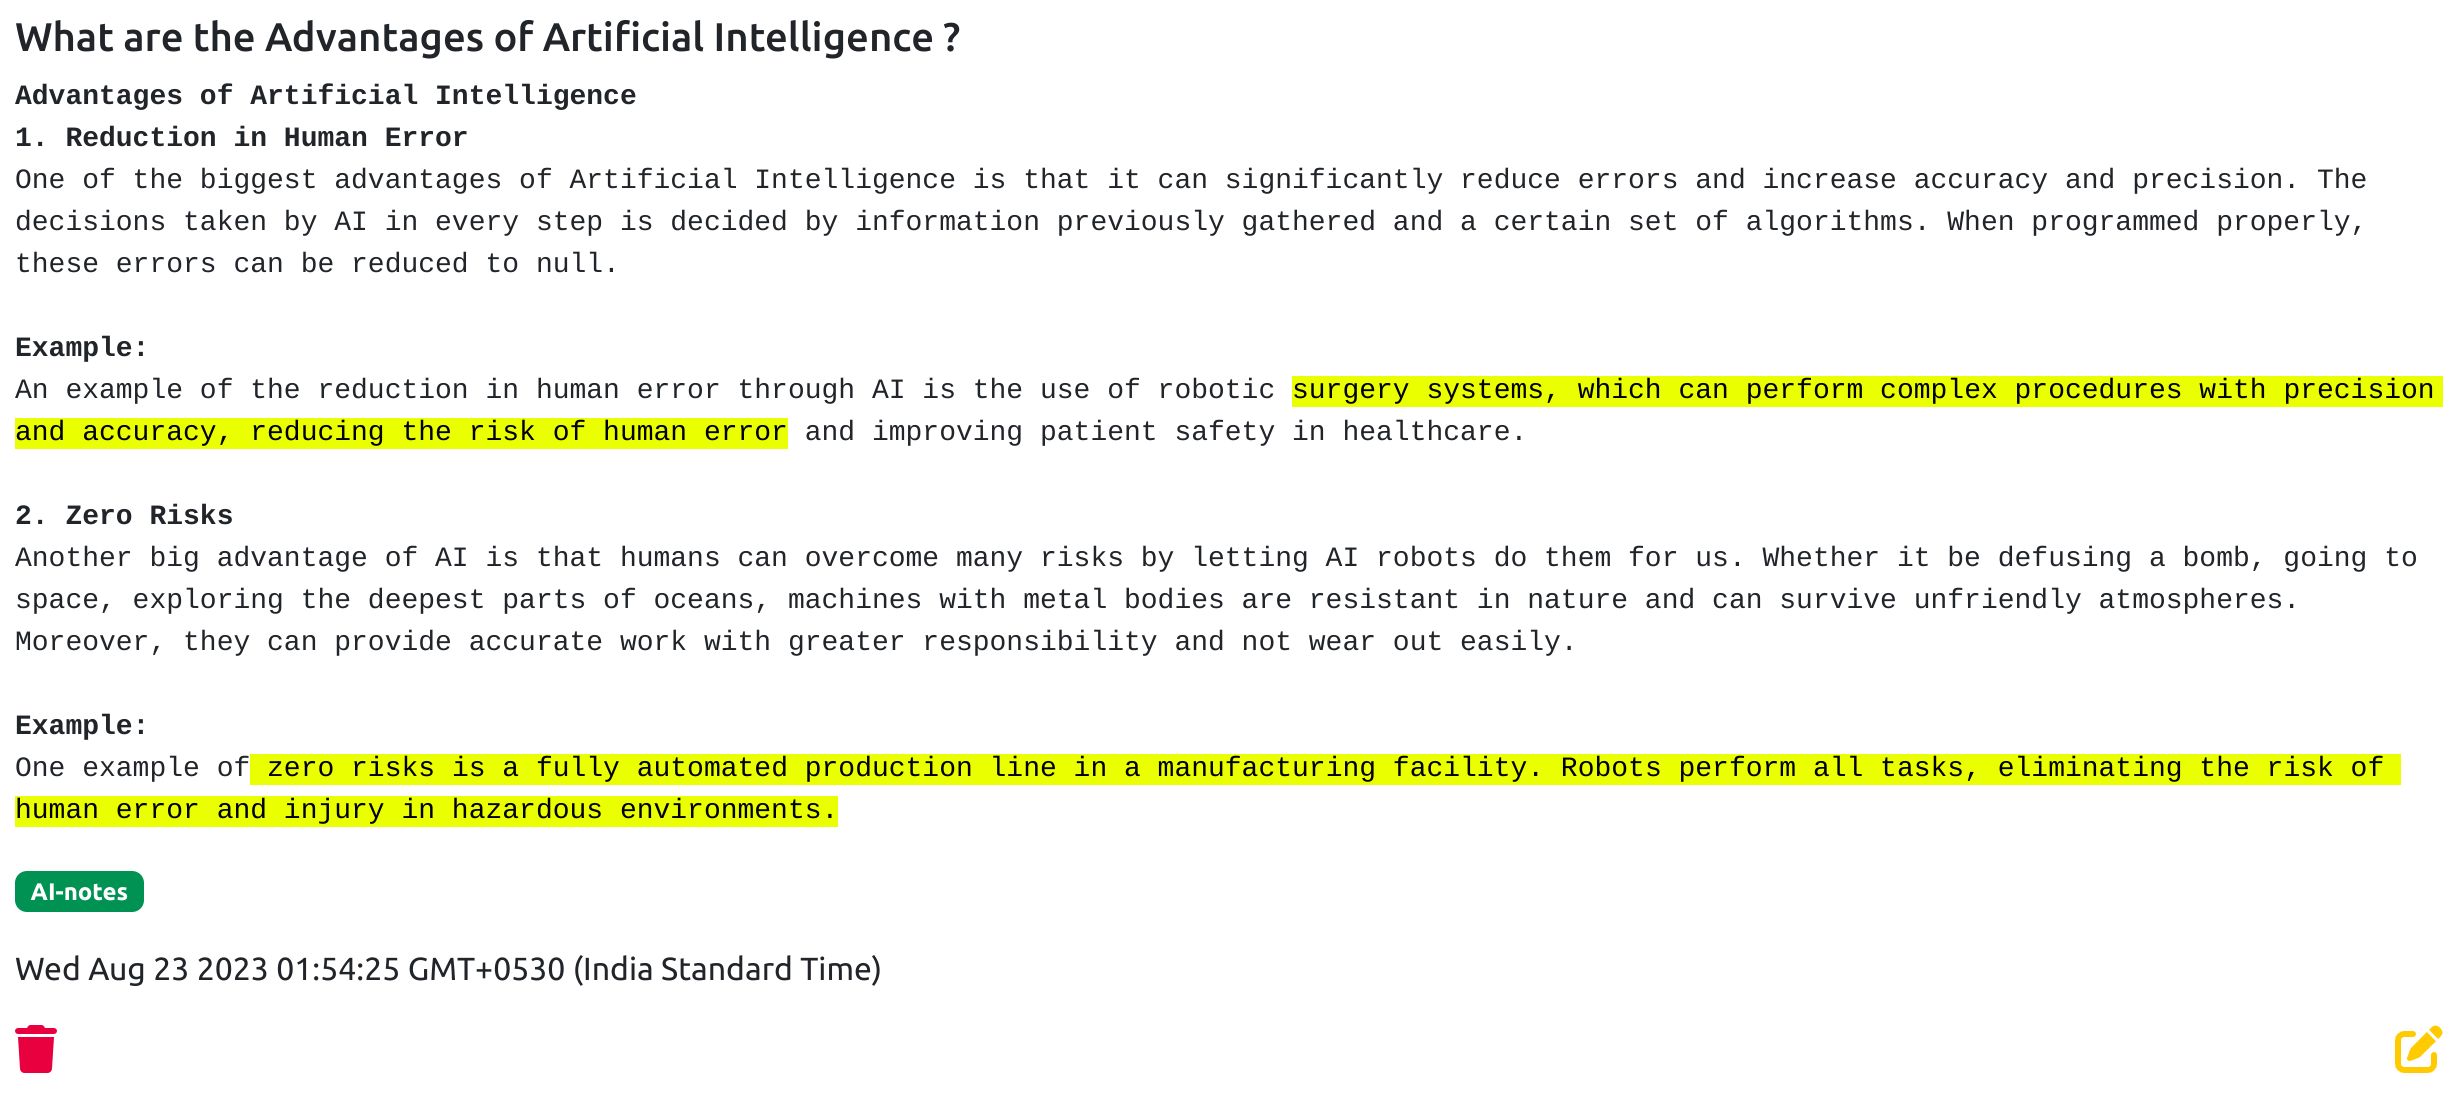 What are the Advantages of Artificial Intelligence ?
Advantages of Artificial Intelligence
1. Reduction in Human Error
One of the biggest advantages of Artificial Intelligence is that it can significantly reduce errors and increase accuracy and precision. The
decisions taken by AI in every step is decided by information previously gathered and a certain set of algorithms. When programmed properly,
these errors can be reduced to null.
Example:
An example of the reduction in human error through AI is the use of robotic surgery systems, which can perform complex procedures with precision
and accuracy, reducing the risk of human error and improving patient safety in healthcare.
2. Zero Risks
Another big advantage of AI is that humans can overcome many risks by letting AI robots do them for us. Whether it be defusing a bomb, going to
space, exploring the deepest parts of oceans, machines with metal bodies are resistant in nature and can survive unfriendly atmospheres.
Moreover, they can provide accurate work with greater responsibility and not wear out easily.
Example:
One example of zero risks is a fully automated production line in a manufacturing facility. Robots perform all tasks, eliminating the risk of
human error and injury in hazardous environments.
AI-notes
Wed Aug 23 2023 01:54:25 GMT+0530 (India Standard Time)